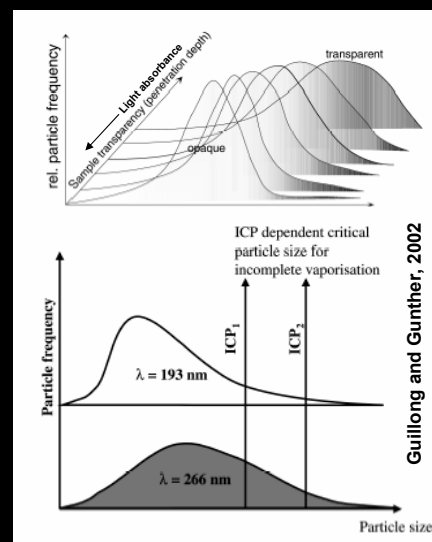 transparent
rel. particle frequency
Light absorbance
Sample transparency (penetration depth)
opaque
ICP dependent critical
particle size for
incomplete vaporisation
Particle frequency
ICP1
ICP2
λ = 193 nm
λ = 266 nm
Particle size
Guillong and Gunther, 2002